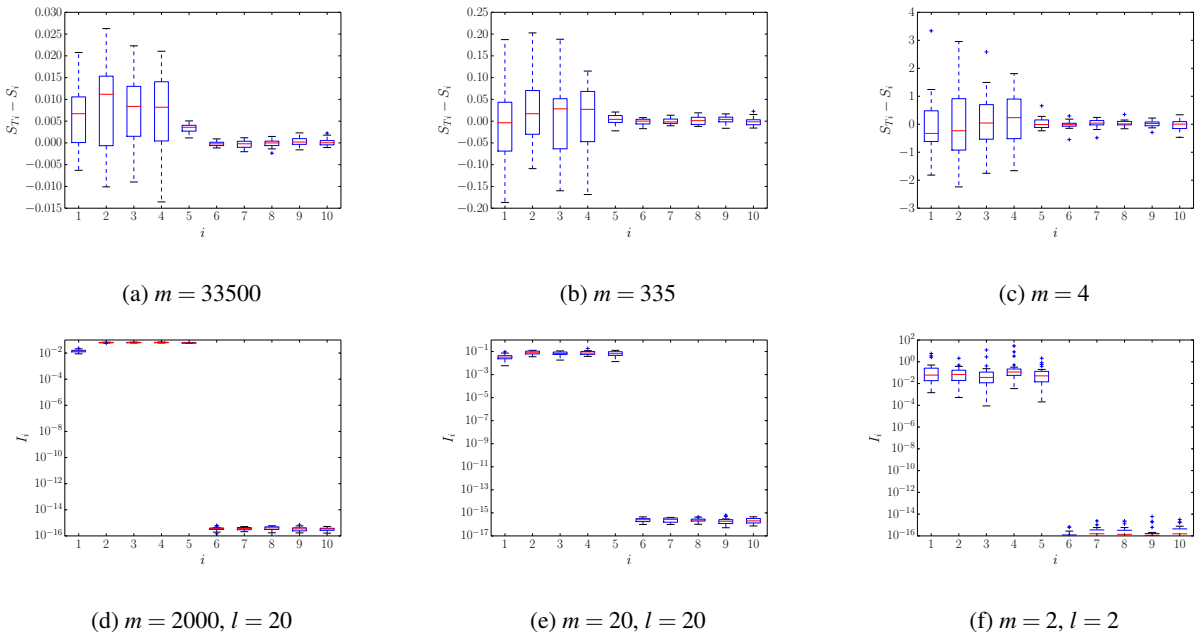 0.030
0.025
0.020
0.015
0.010
0.005
0.000
−0.005
−0.010
−0.015
S_{Ti} − S_i
1 2 3 4 5 6 7 8 9 10
i
(a) m = 33500
0.25
0.20
0.15
0.10
0.05
0.00
−0.05
−0.10
−0.15
−0.20
S_{Ti} − S_i
1 2 3 4 5 6 7 8 9 10
i
(b) m = 335
4
3
2
1
0
−1
−2
−3
S_{Ti} − S_i
1 2 3 4 5 6 7 8 9 10
i
(c) m = 4
10^{−2}
10^{−4}
10^{−6}
10^{−8}
10^{−10}
10^{−12}
10^{−14}
10^{−16}
I_i
1 2 3 4 5 6 7 8 9 10
i
(d) m = 2000, l = 20
10^{−1}
10^{−3}
10^{−5}
10^{−7}
10^{−9}
10^{−11}
10^{−13}
10^{−15}
10^{−17}
I_i
1 2 3 4 5 6 7 8 9 10
i
(e) m = 20, l = 20
10^{2}
10^{0}
10^{−2}
10^{−4}
10^{−6}
10^{−8}
10^{−10}
10^{−12}
10^{−14}
10^{−16}
I_i
1 2 3 4 5 6 7 8 9 10
i
(f) m = 2, l = 2